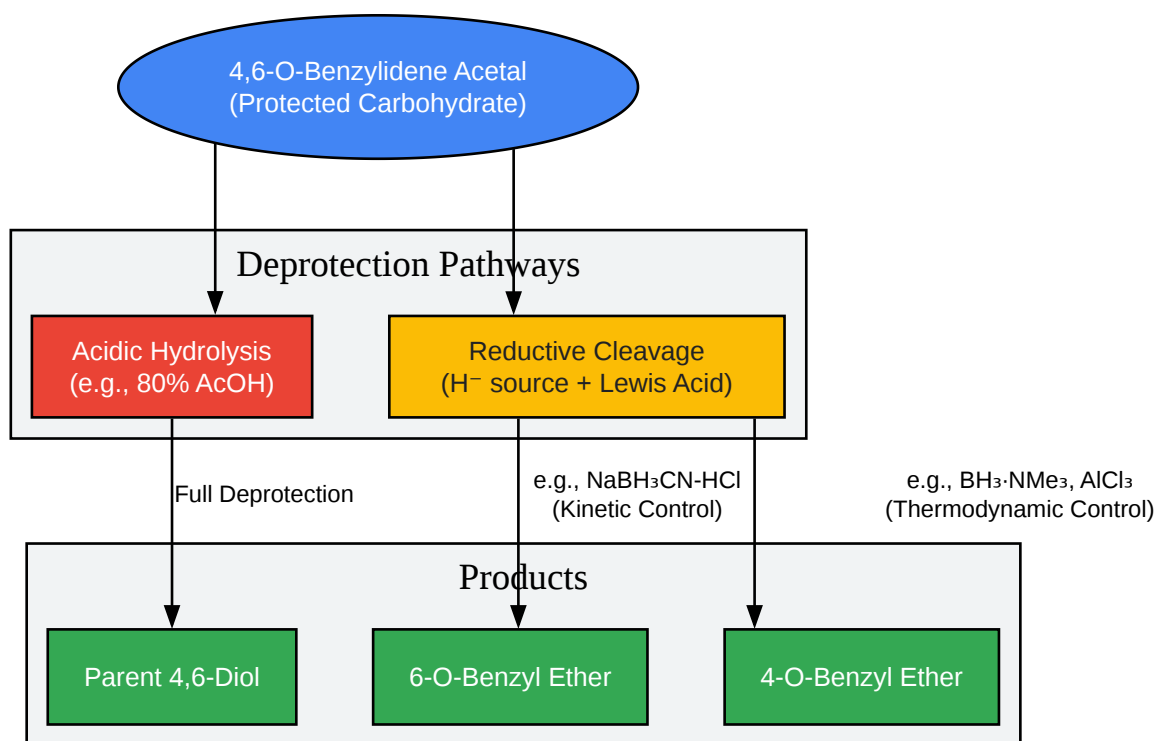 4,6-O-Benzylidene Acetal
(Protected Carbohydrate)
Deprotection Pathways
Acidic Hydrolysis
(e.g., 80% AcOH)
Reductive Cleavage
(H⁻ source + Lewis Acid)
Full Deprotection
e.g., NaBH₃CN-HCl
(Kinetic Control)
e.g., BH₃·NMe₃, AlCl₃
(Thermodynamic Control)
Products
Parent 4,6-Diol
6-O-Benzyl Ether
4-O-Benzyl Ether